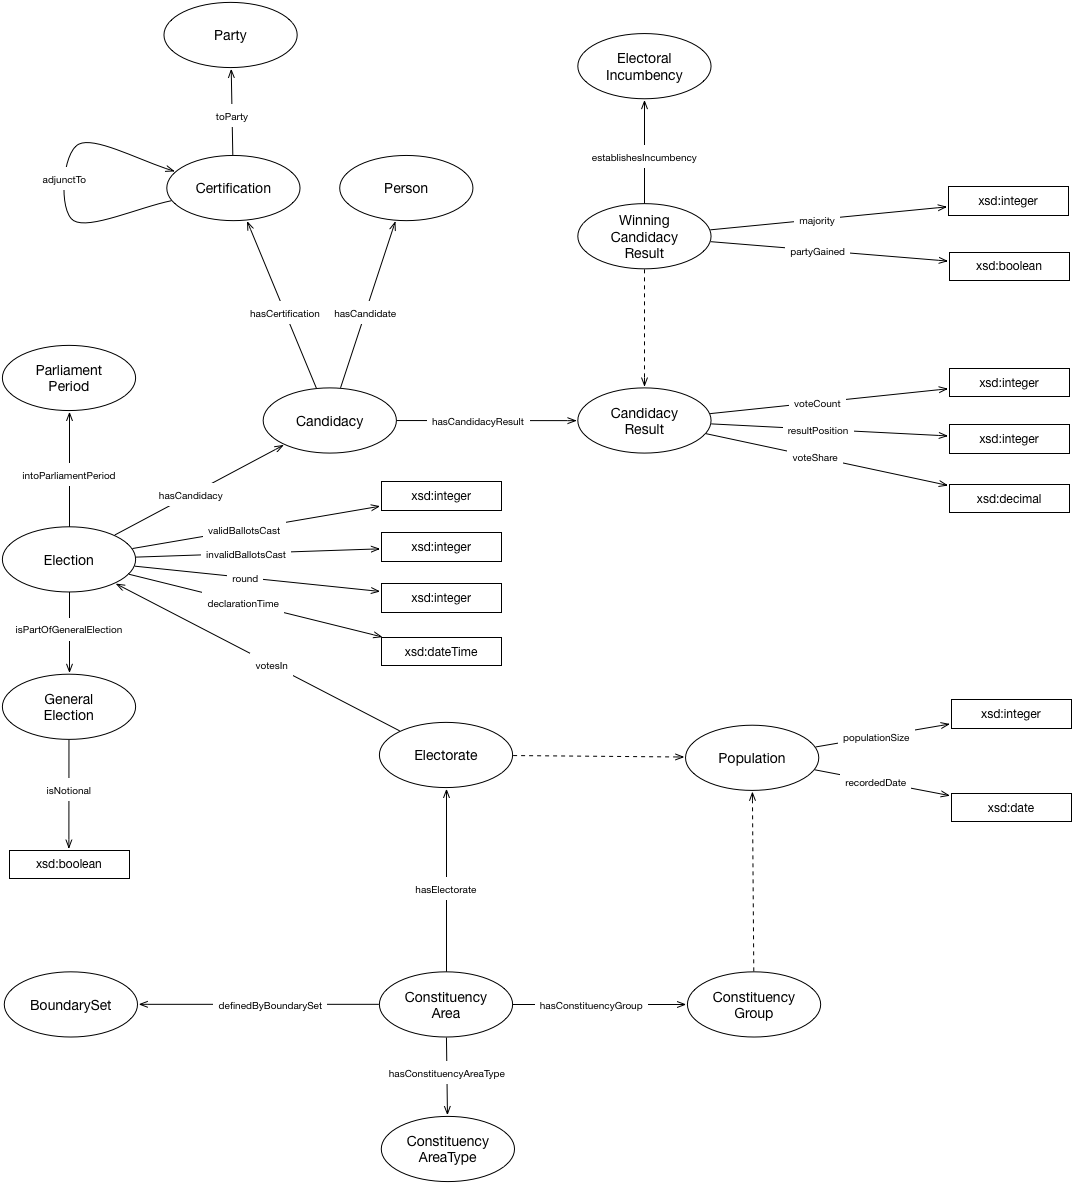 Party
Electoral
Incumbency
toParty
establishesIncumbency
adjunctTo
Certification
Person
xsd:integer
Winning
Candidacy
Result
majority
partyGained
xsd:boolean
hasCertification
hasCandidate
Parliament
Period
xsd:integer
voteCount
Candidacy
hasCandidacyResult
Candidacy
Result
resultPosition
xsd:integer
voteShare
intoParliamentPeriod
hasCandidacy
xsd:integer
xsd:decimal
validBallotsCast
Election
invalidBallotsCast
xsd:integer
round
xsd:integer
declarationTime
isPartOfGeneralElection
xsd:dateTime
votesIn
General
Election
xsd:integer
populationSize
Electorate
Population
isNotional
recordedDate
xsd:date
xsd:boolean
hasElectorate
BoundarySet
definedByBoundarySet
Constituency
Area
hasConstituencyGroup
Constituency
Group
hasConstituencyAreaType
Constituency
AreaType